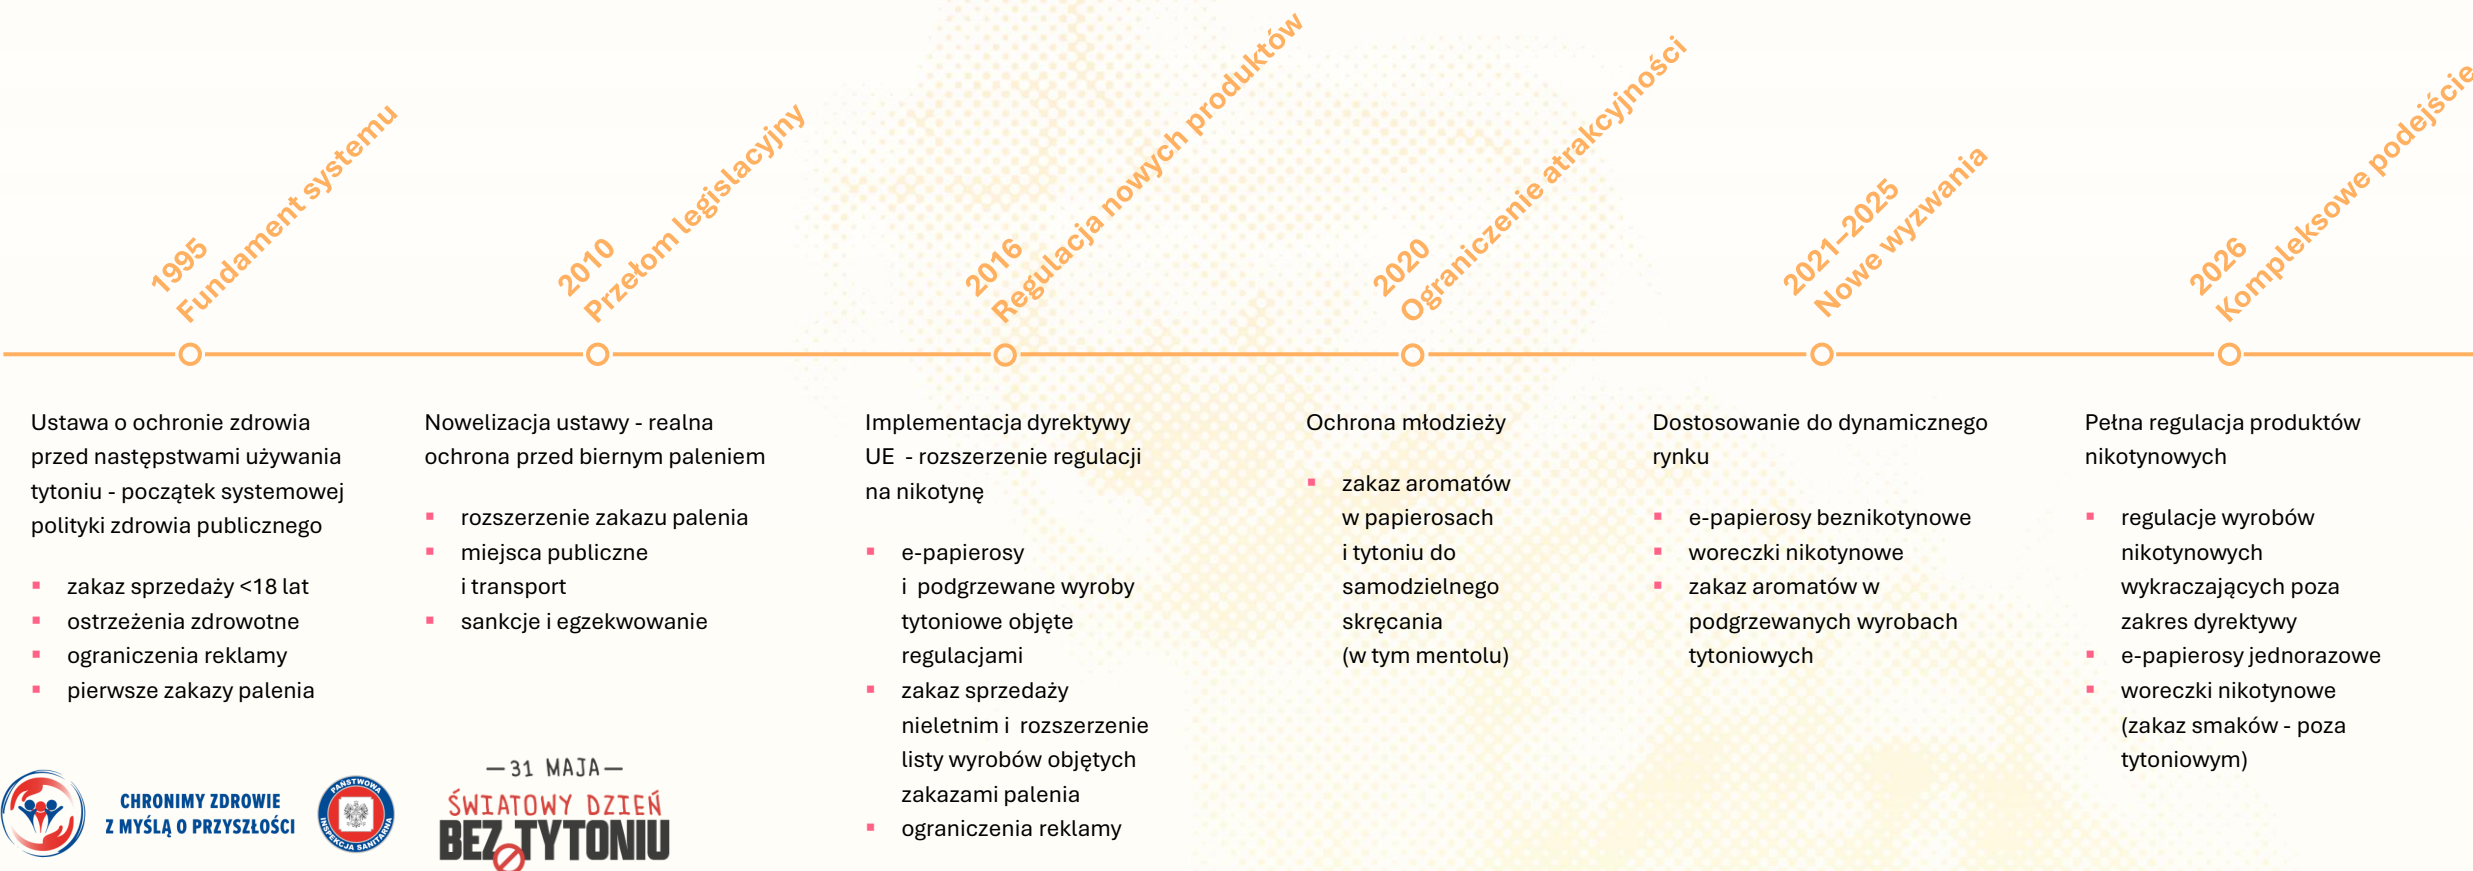 1995
Fundament systemu
2010
Przełom legislacyjny
2016
Regulacja nowych produktów
2020
Ograniczenie atrakcyjności
2021–2025
Nowe wyzwania
2026
Kompleksowe podejście
Ustawa o ochronie zdrowia
przed następstwami używania
tytoniu - początek systemowej
polityki zdrowia publicznego
▪ zakaz sprzedaży <18 lat
▪ ostrzeżenia zdrowotne
▪ ograniczenia reklamy
▪ pierwsze zakazy palenia
Nowelizacja ustawy - realna
ochrona przed biernym paleniem
▪ rozszerzenie zakazu palenia
▪ miejsca publiczne
i transport
▪ sankcje i egzekwowanie
Implementacja dyrektywy
UE - rozszerzenie regulacji
na nikotynę
▪ e-papierosy
i podgrzewane wyroby
tytoniowe objęte
regulacjami
▪ zakaz sprzedaży
nieletnim i rozszerzenie
listy wyrobów objętych
zakazami palenia
▪ ograniczenia reklamy
Ochrona młodzieży
▪ zakaz aromatów
w papierosach
i tytoniu do
samodzielnego
skręcania
(w tym mentolu)
Dostosowanie do dynamicznego
rynku
▪ e-papierosy beznikotynowe
▪ woreczki nikotynowe
▪ zakaz aromatów w
podgrzewanych wyrobach
tytoniowych
Pełna regulacja produktów
nikotynowych
▪ regulacje wyrobów
nikotynowych
wykraczających poza
zakres dyrektywy
▪ e-papierosy jednorazowe
▪ woreczki nikotynowe
(zakaz smaków - poza
tytoniowym)
CHRONIMY ZDROWIE
Z MYŚLĄ O PRZYSZŁOŚCI
PAŃSTWOWA
INSPEKCJA SANITARNA
— 31 MAJA —
ŚWIATOWY DZIEŃ
BEZ TYTONIU